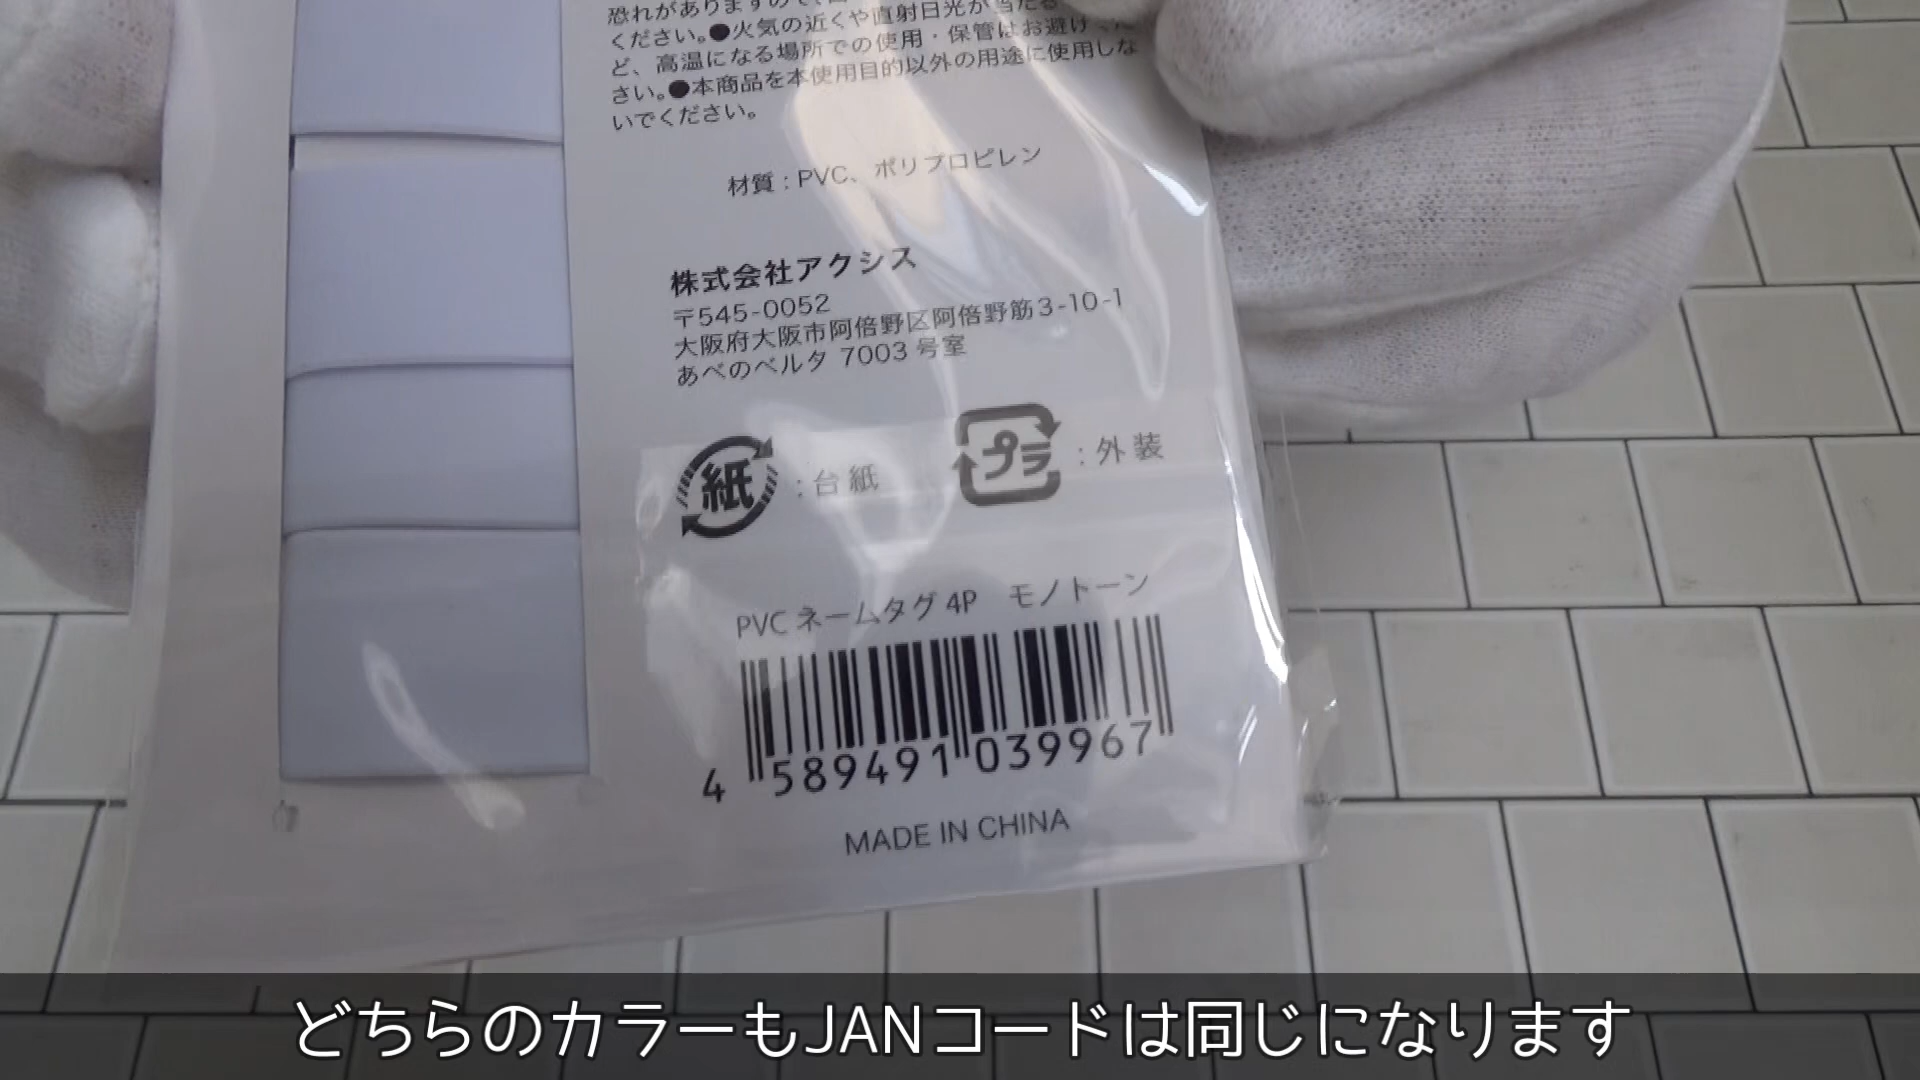 恐れがありますので、
ください。●火気の近くや直射日光が当たる
ど、高温になる場所での使用・保管はお避けくだ
さい。●本商品を本使用目的以外の用途に使用しな
いでください。
材質：PVC、ポリプロピレン
株式会社アクシス
〒545-0052
大阪府大阪市阿倍野区阿倍野筋3-10-1
あべのベルタ 7003 号室
紙：台紙
プラ：外装
PVC ネームタグ 4P　モノトーン
4 589491 039967
MADE IN CHINA
どちらのカラーもJANコードは同じになります